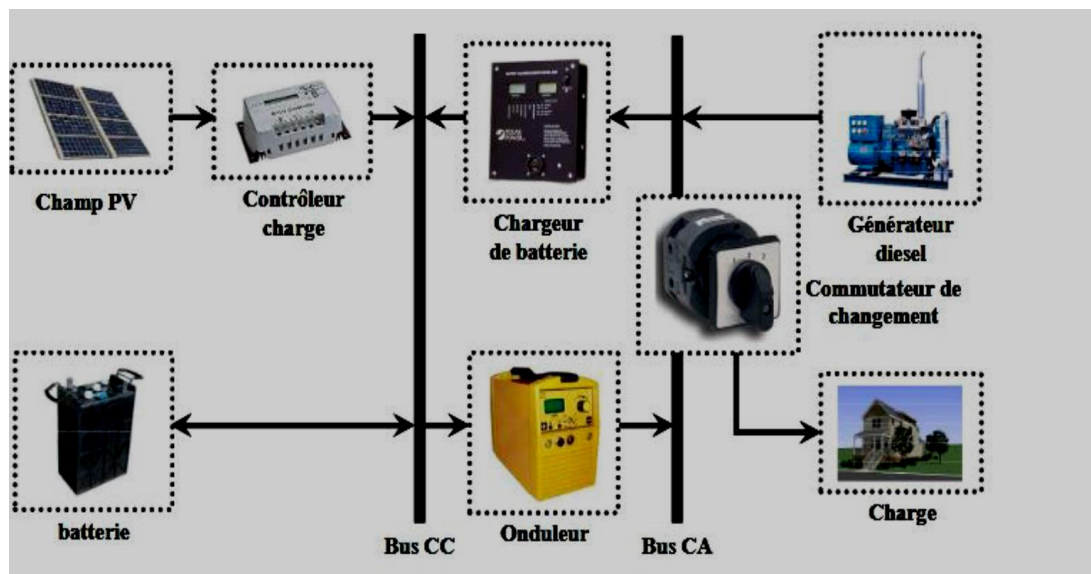 Champ PV
Contrôleur
charge
Chargeur
de batterie
Générateur
diesel
Commutateur de
changement
batterie
Bus CC
Onduleur
Bus CA
Charge